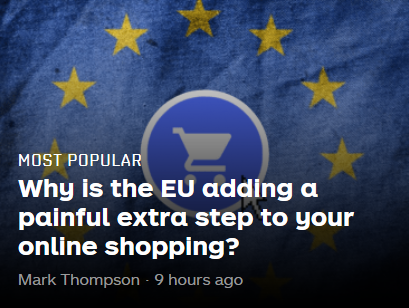 MOST POPULAR
Why is the EU adding a
painful extra step to your
online shopping?
Mark Thompson · 9 hours ago